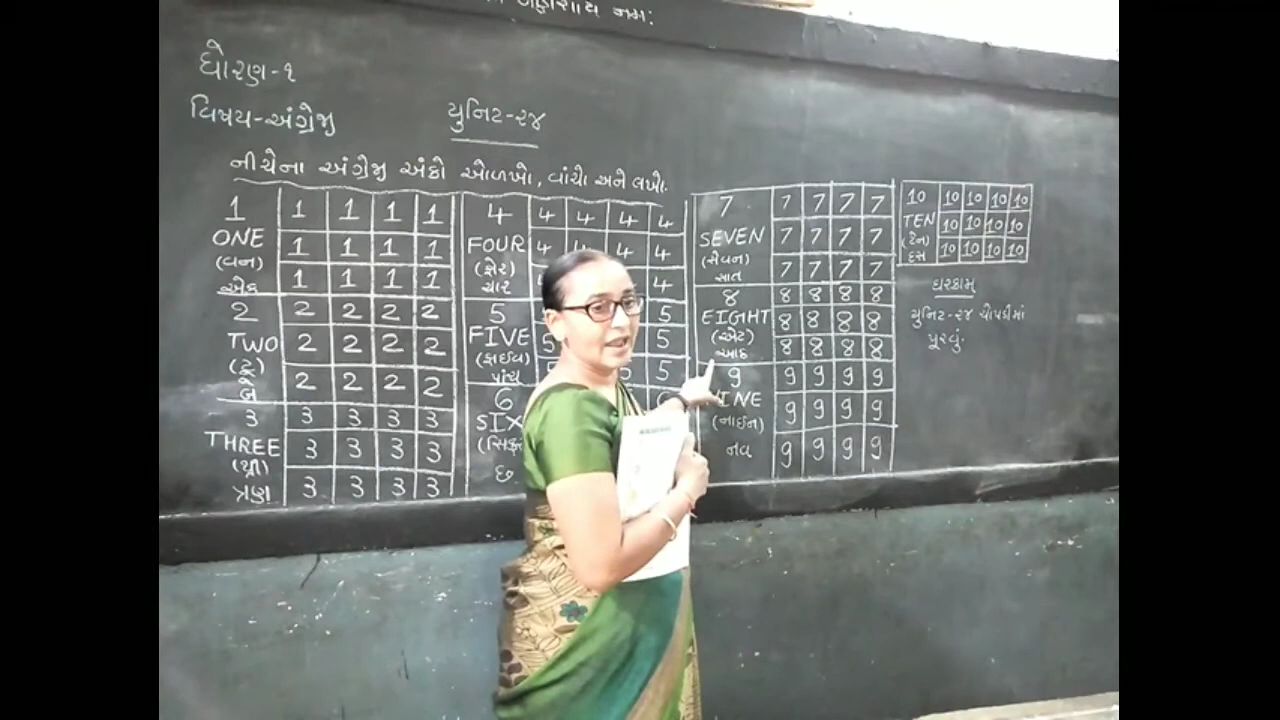 નમઃ
ધોરણ-૧
વિષય-અંગ્રેજી
યુનિટ-૨૪
નીચેના અંગ્રેજી અંકો ઓળખો, વાંચો અને લખો.
1 1 1 1 1
ONE 1 1 1 1
(વન)
એક 1 1 1 1
2 2 2 2 2
TWO 2 2 2 2
(ટૂ)
બે 2 2 2 2
3 3 3 3 3
THREE 3 3 3 3
(થ્રી)
ત્રણ 3 3 3 3
4 4 4 4 4
FOUR 4 4 4
(ફોર)
ચાર 4
5 5
FIVE 5 5
(ફાઈવ)
પાંચ 5
6
SIX
છ
7 7 7 7 7
SEVEN 7 7 7 7
(સેવન)
સાત 7 7 7 7
8 8 8 8 8
EIGHT 8 8 8 8
(એટ)
આઠ 8 8 8 8
9 9 9 9 9
NINE 9 9 9 9
(નાઈન)
નવ 9 9 9 9
10 10 10 10 10
TEN 10 10 10 10
(ટેન)
દસ 10 10 10 10
ઘરકામ
યુનિટ-૨૪ ચોપડીમાં
પૂરવું.